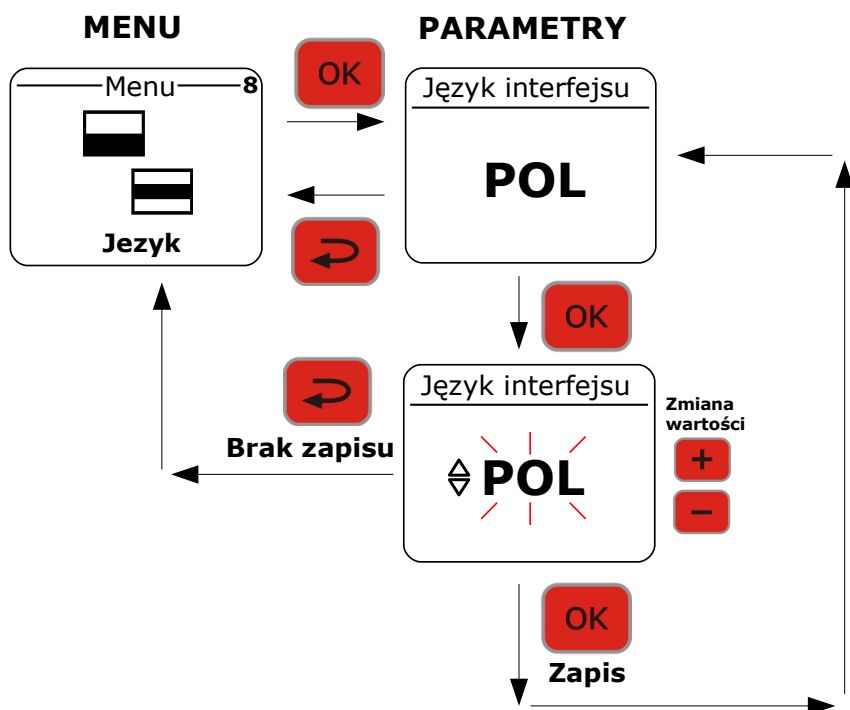 MENU
PARAMETRY
Menu
8
Jezyk
OK
Język interfejsu
POL
OK
Język interfejsu
POL
Zmiana
wartości
+
−
Brak zapisu
OK
Zapis